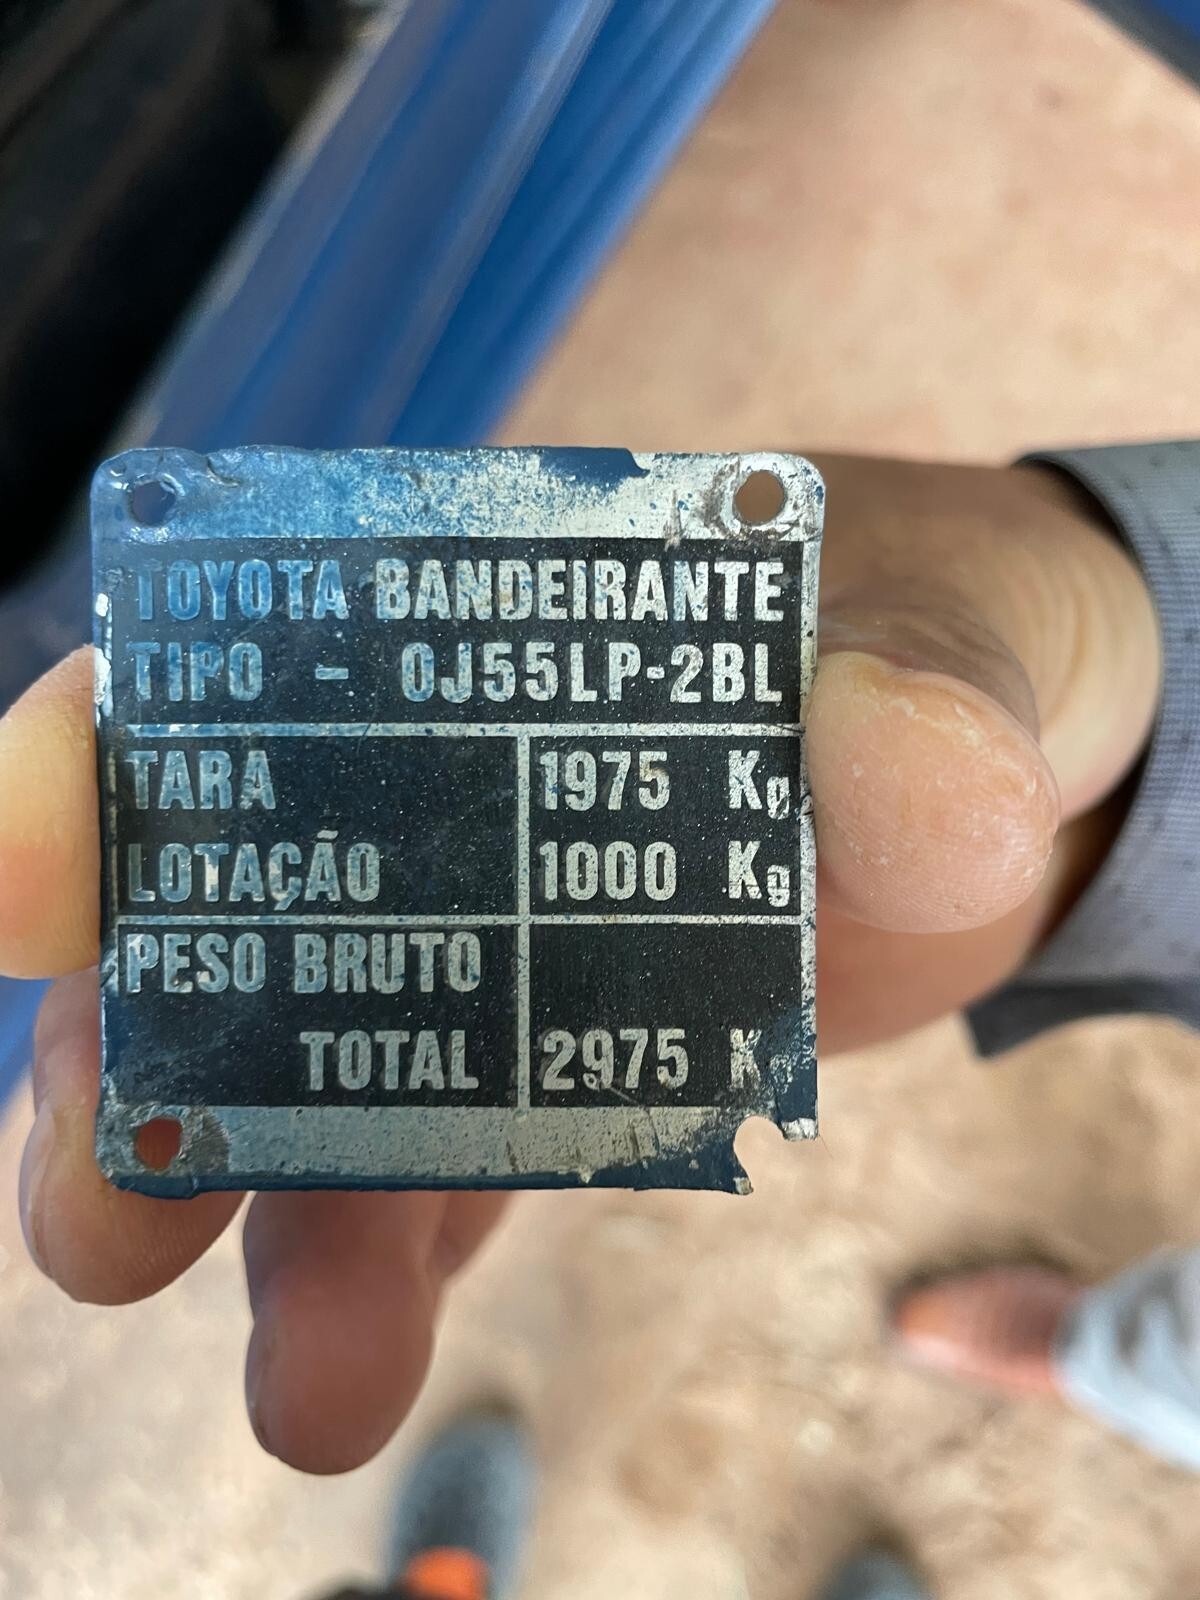 TOYOTA BANDEIRANTE
TIPO - OJ55LP-2BL
TARA 1975 Kg
LOTAÇÃO 1000 Kg
PESO BRUTO
TOTAL 2975 K